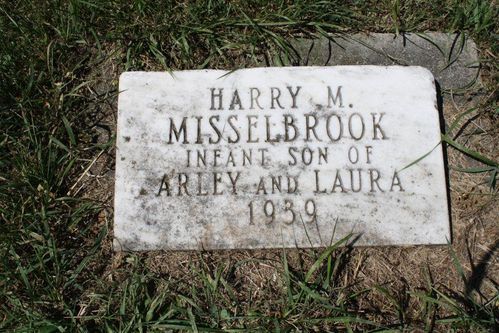 HARRY M.
MISSELBROOK
INFANT SON OF
ARLEY AND LAURA
1939